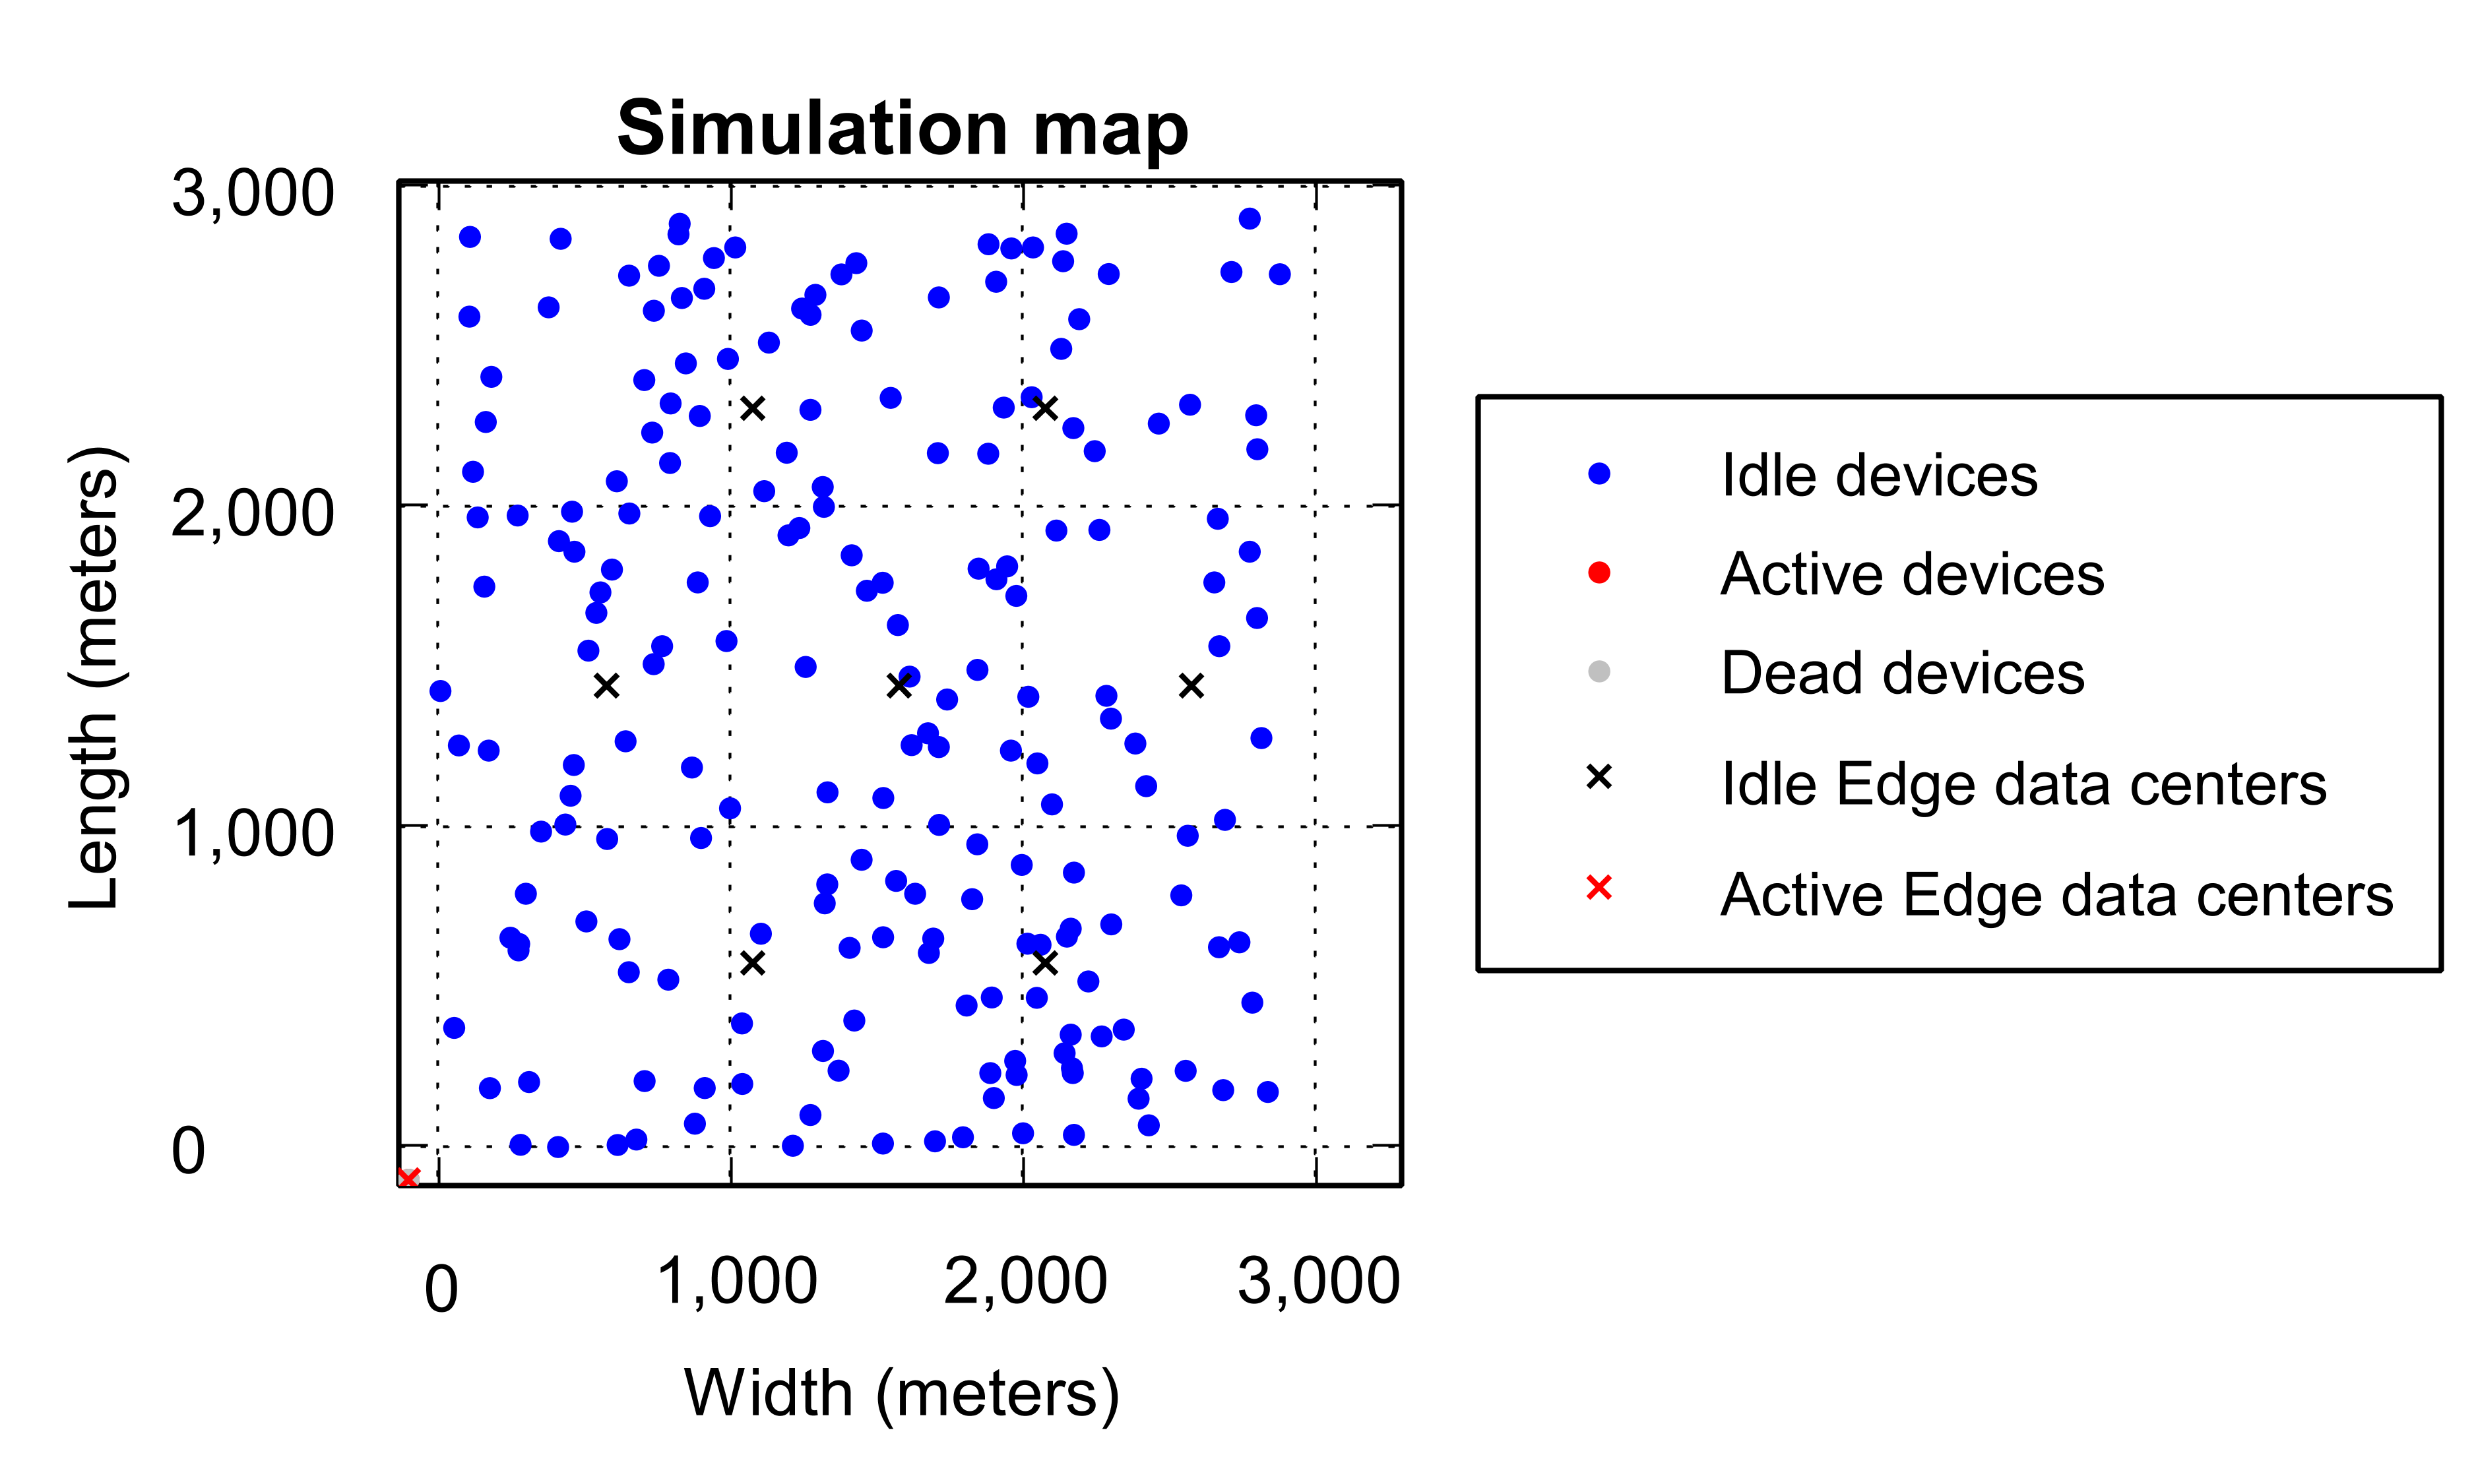 Simulation map
3,000
2,000
1,000
0
Length (meters)
0
1,000
2,000
3,000
Width (meters)
Idle devices
Active devices
Dead devices
Idle Edge data centers
Active Edge data centers